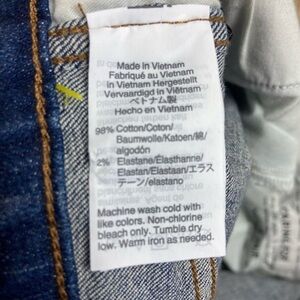 Made in Vietnam
Fabriqué au Vietnam
in Vietnam Hergestellt
Vervaardigd in Vietnam
ベトナム製
Hecho en Vietnam
98% Cotton/Coton/
Baumwolle/Katoen/綿/
algodón
2% Elastane/Élasthanne/
Elasthan/Elastaan/エラス
テーン/elastano
Machine wash cold with
like colors. Non-chlorine
bleach only. Tumble dry
low. Warm iron as needed.